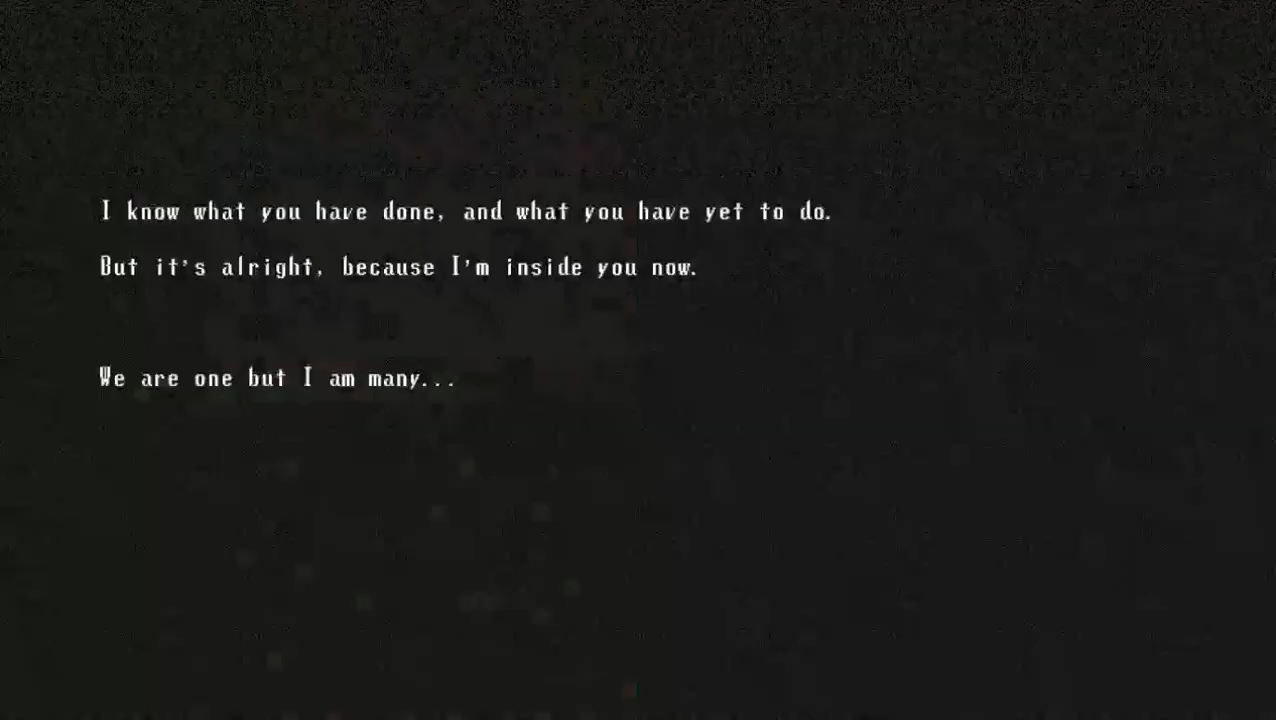 I know what you have done, and what you have yet to do.
But it's alright, because I'm inside you now.
We are one but I am many...